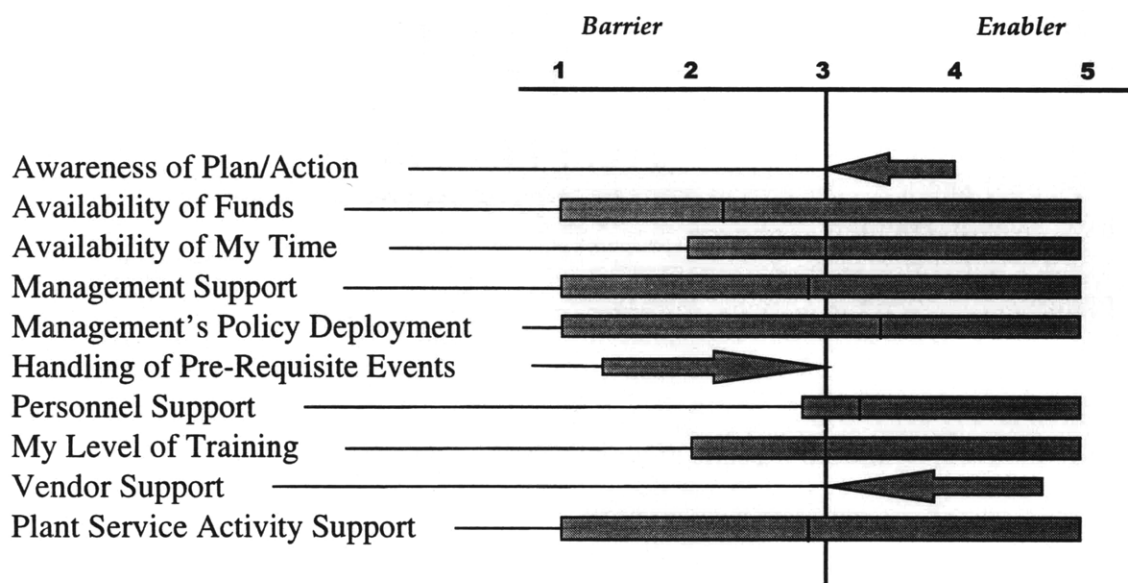 Barrier Enabler
1 2 3 4 5
Awareness of Plan/Action
Availability of Funds
Availability of My Time
Management Support
Management's Policy Deployment
Handling of Pre-Requisite Events
Personnel Support
My Level of Training
Vendor Support
Plant Service Activity Support